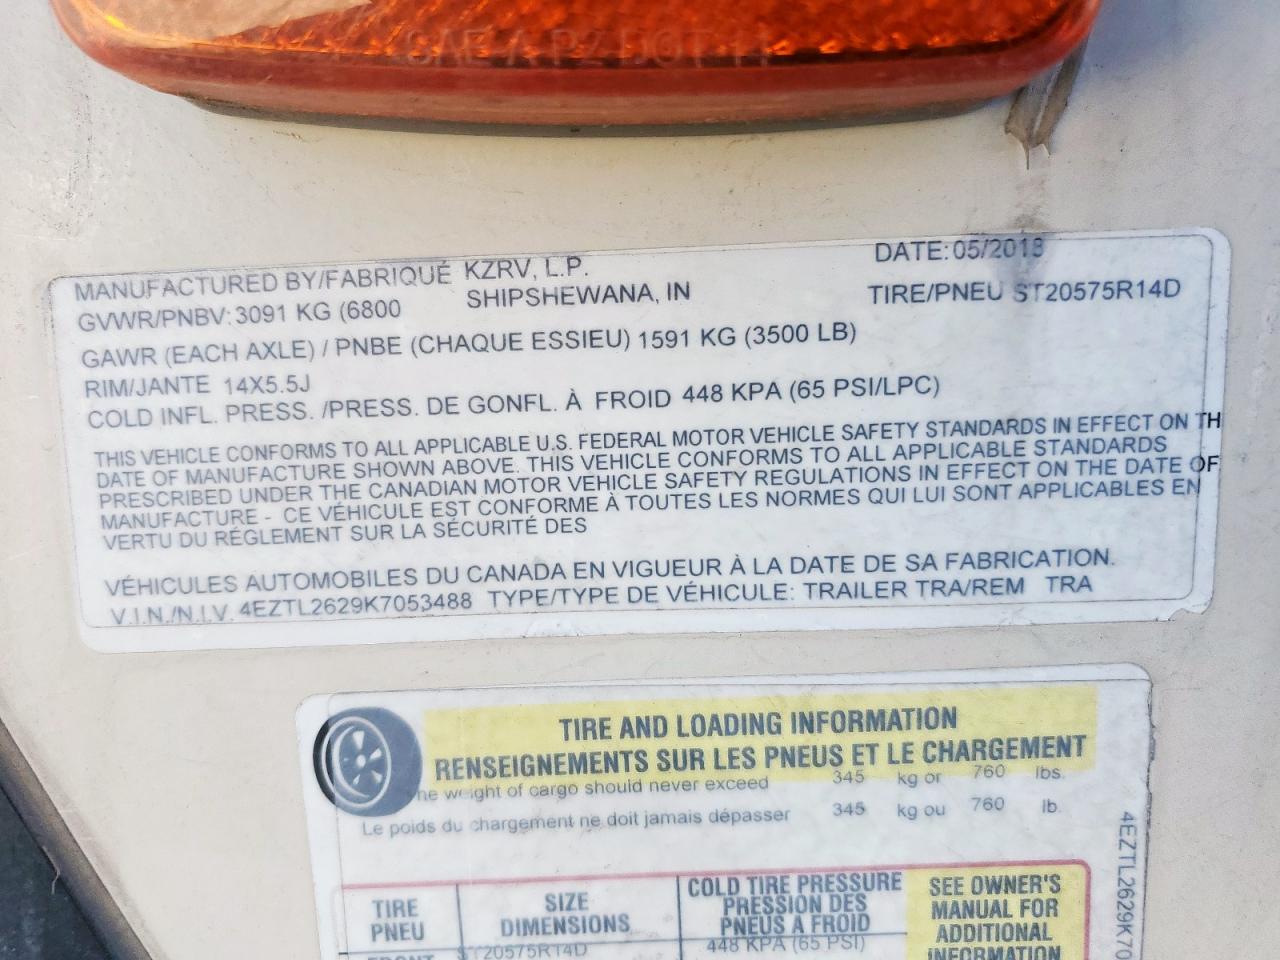 SAE-A-P2 DOT 11
MANUFACTURED BY/FABRIQUÉ KZRV, L.P. DATE: 05/2018
GVWR/PNBV: 3091 KG (6800 SHIPSHEWANA, IN TIRE/PNEU ST20575R14D
GAWR (EACH AXLE) / PNBE (CHAQUE ESSIEU) 1591 KG (3500 LB)
RIM/JANTE 14X5.5J
COLD INFL. PRESS. /PRESS. DE GONFL. À FROID 448 KPA (65 PSI/LPC)
THIS VEHICLE CONFORMS TO ALL APPLICABLE U.S. FEDERAL MOTOR VEHICLE SAFETY STANDARDS IN EFFECT ON TH
DATE OF MANUFACTURE SHOWN ABOVE. THIS VEHICLE CONFORMS TO ALL APPLICABLE STANDARDS
PRESCRIBED UNDER THE CANADIAN MOTOR VEHICLE SAFETY REGULATIONS IN EFFECT ON THE DATE OF
MANUFACTURE - CE VÉHICULE EST CONFORME À TOUTES LES NORMES QUI LUI SONT APPLICABLES EN
VERTU DU RÉGLEMENT SUR LA SÉCURITÉ DES
VÉHICULES AUTOMOBILES DU CANADA EN VIGUEUR À LA DATE DE SA FABRICATION.
V.I.N./N.I.V. 4EZTL2629K7053488 TYPE/TYPE DE VÉHICULE: TRAILER TRA/REM TRA
TIRE AND LOADING INFORMATION
RENSEIGNEMENTS SUR LES PNEUS ET LE CHARGEMENT
he weight of cargo should never exceed 345 kg or 760 lbs.
Le poids du chargement ne doit jamais dépasser 345 kg ou 760 lb.
4EZTL2629K70
TIRE
PNEU
SIZE
DIMENSIONS
COLD TIRE PRESSURE
PRESSION DES
PNEUS A FROID
SEE OWNER'S
MANUAL FOR
ADDITIONAL
INFORMATION
FRONT ST20575R14D 448 KPA (65 PSI)